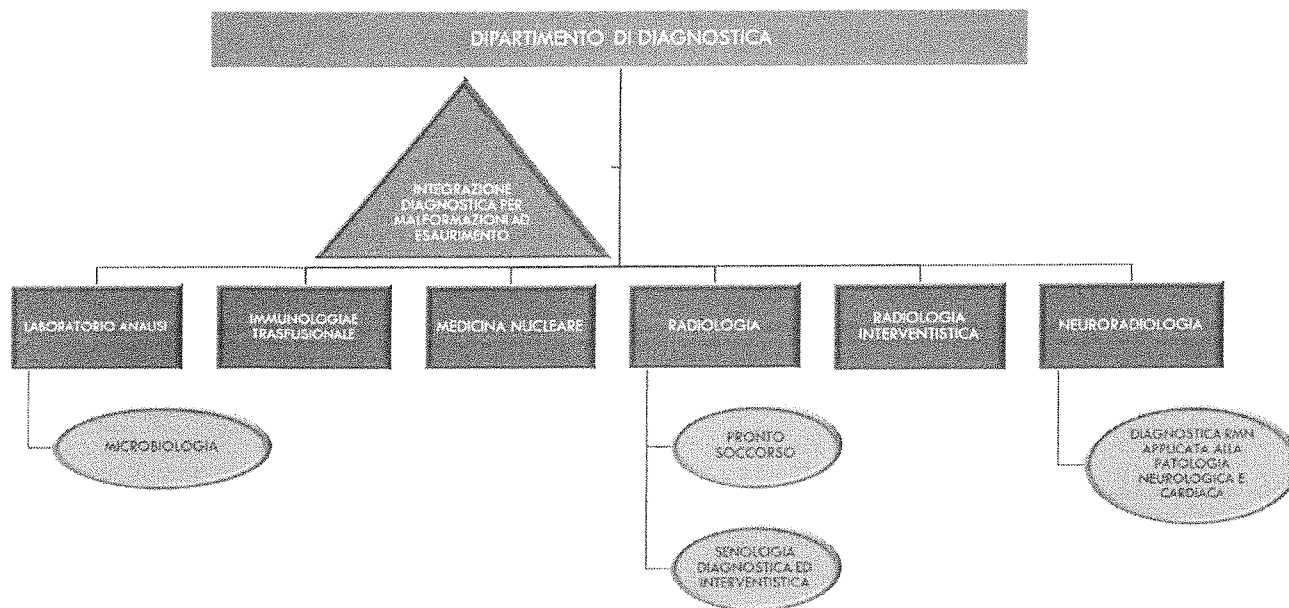 DIPARTIMENTO DI DIAGNOSTICA
INTEGRAZIONE
DIAGNOSTICA PER
MALFORMAZIONI AD
ESAURIMENTO
LABORATORIO ANALISI
IMMUNOLOGIAE
TRASFUSIONALE
MEDICINA NUCLEARE
RADIOLOGIA
RADIOLOGIA
INTERVENTISTICA
NEURORADIOLOGIA
MICROBIOLOGIA
PRONTO
SOCCORSO
DIAGNOSTICA RMN
APPLICATA ALLA
PATOLOGIA
NEUROLOGICA E
CARDIACA
SENOLOGIA
DIAGNOSTICA ED
INTERVENTISTICA